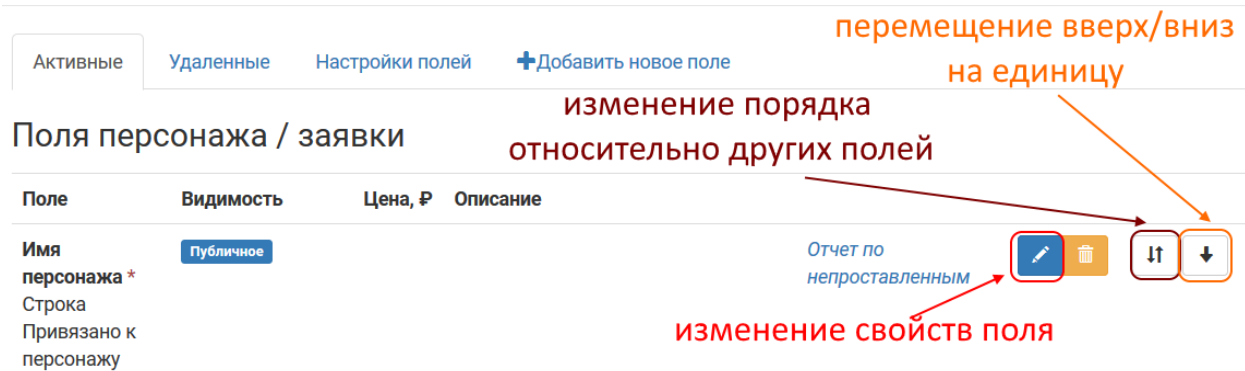 перемещение вверх/вниз
на единицу
Активные Удаленные Настройки полей +Добавить новое поле
изменение порядка
относительно других полей
Поля персонажа / заявки
Поле Видимость Цена, ₽ Описание
Имя
персонажа *
Строка
Привязано к
персонажу
Публичное
Отчет по
непроставленным
изменение свойств поля